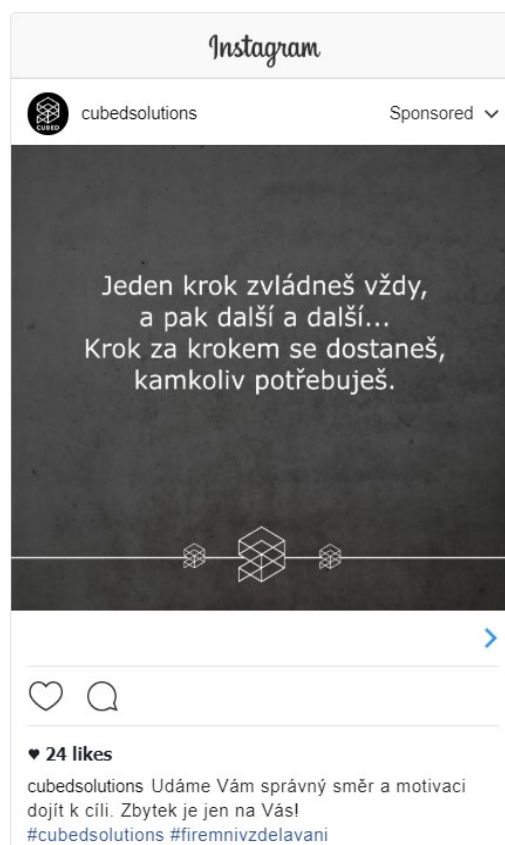 Instagram
CUBED
cubedsolutions
Sponsored
Jeden krok zvládneš vždy,
a pak další a další...
Krok za krokem se dostaneš,
kamkoliv potřebuješ.
♥ 24 likes
cubedsolutions Udáme Vám správný směr a motivaci
dojít k cíli. Zbytek je jen na Vás!
#cubedsolutions #firemnivzdelavani